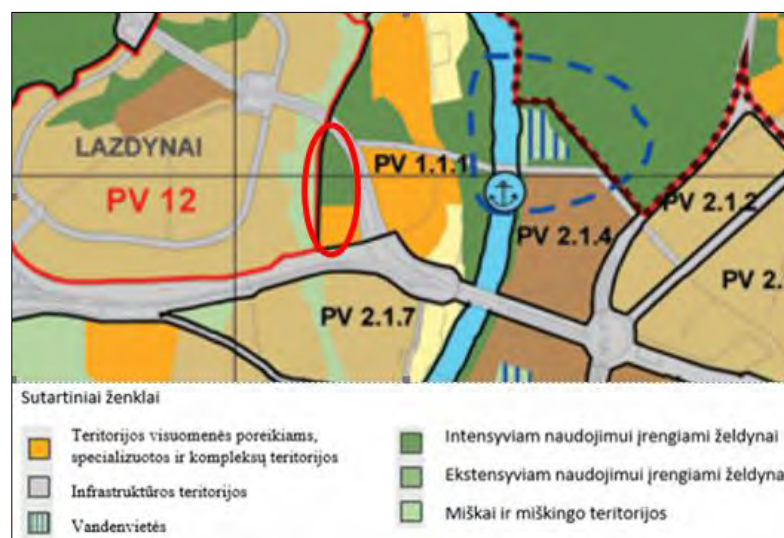 LAZDYNAI
PV 12
PV 1.1.1
PV 2.1.2
PV 2.1.4
PV 2.
PV 2.1.7
Sutartiniai ženklai
Teritorijos visuomenės poreikiams,
specializuotos ir kompleksų teritorijos
Infrastruktūros teritorijos
Vandenvietės
Intensyviam naudojimui įrengiami želdynai
Ekstensyviam naudojimui įrengiami želdyna
Miškai ir miškingo teritorijos